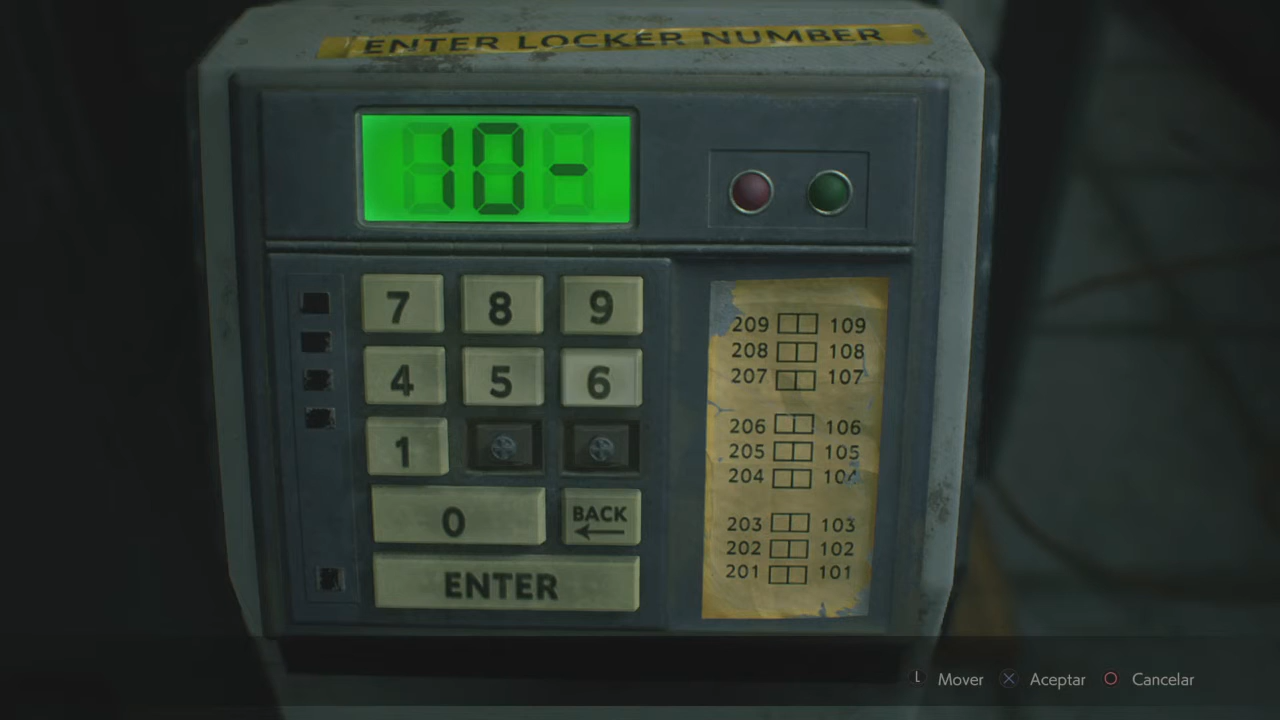 ENTER LOCKER NUMBER
10-
7 8 9
4 5 6
1
0 BACK
ENTER
209 109
208 108
207 107
206 106
205 105
204 104
203 103
202 102
201 101
L Mover X Aceptar O Cancelar